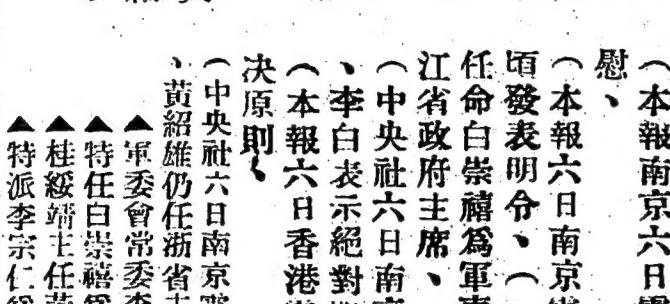 （本報南京六日電
慰、
（本報六日南京
頃發表明令、（
任命白崇禧爲軍
江省政府主席、
（中央社六日南
、李白表示絕對
（本報六日香港
决原則、
（中央社六日南京
、黃紹雄仍任浙省主
▲軍委會常委李
▲特任白崇禧
▲桂綏靖主任
▲特派李宗仁